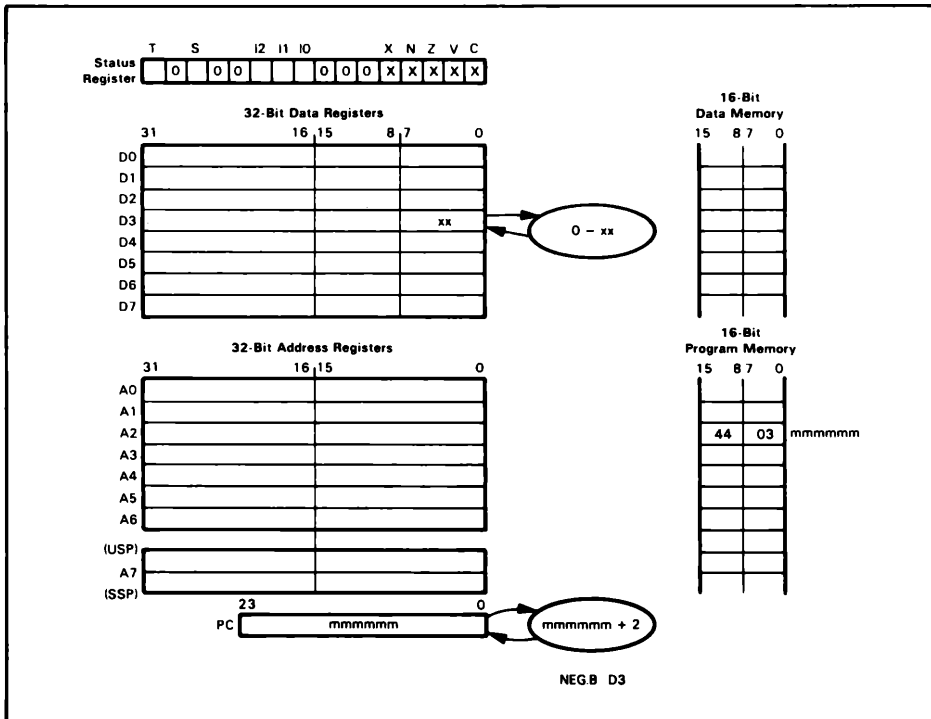 T S I2 I1 I0 X N Z V C
Status Register
0 0 0 0 0 0 X X X X X
32-Bit Data Registers
31 16 15 8 7 0
D0
D1
D2
D3 xx
D4
D5
D6
D7
0 – xx
16-Bit
Data Memory
15 8 7 0
32-Bit Address Registers
31 16 15 0
A0
A1
A2
A3
A4
A5
A6
(USP)
A7
(SSP)
16-Bit
Program Memory
15 8 7 0
44 03 mmmmmm
23 0
PC mmmmmm
mmmmmm + 2
NEG.B D3